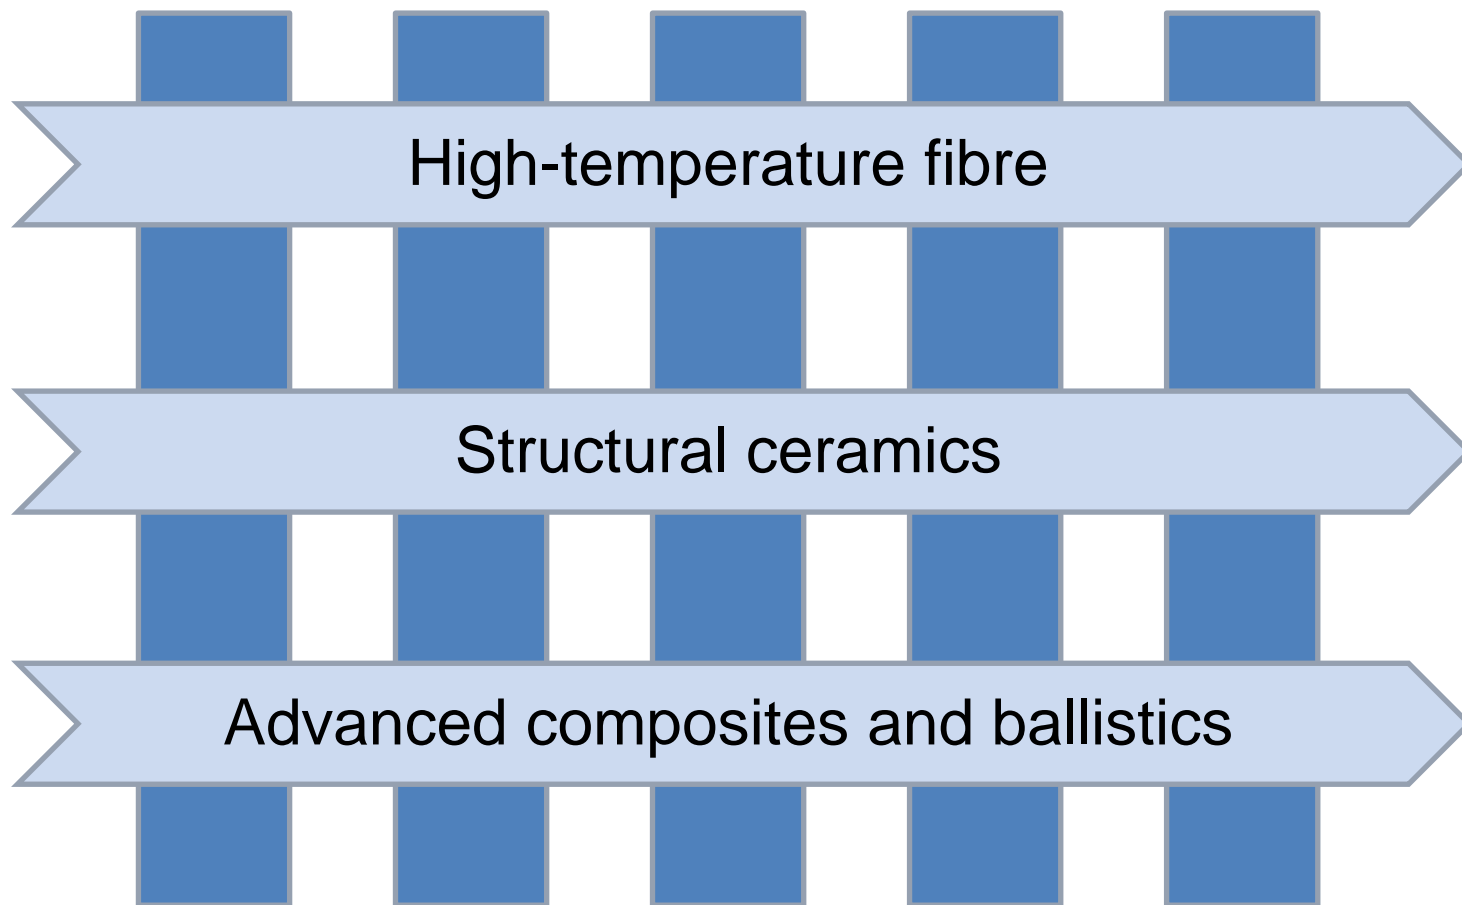 High-temperature fibre
Structural ceramics
Advanced composites and ballistics